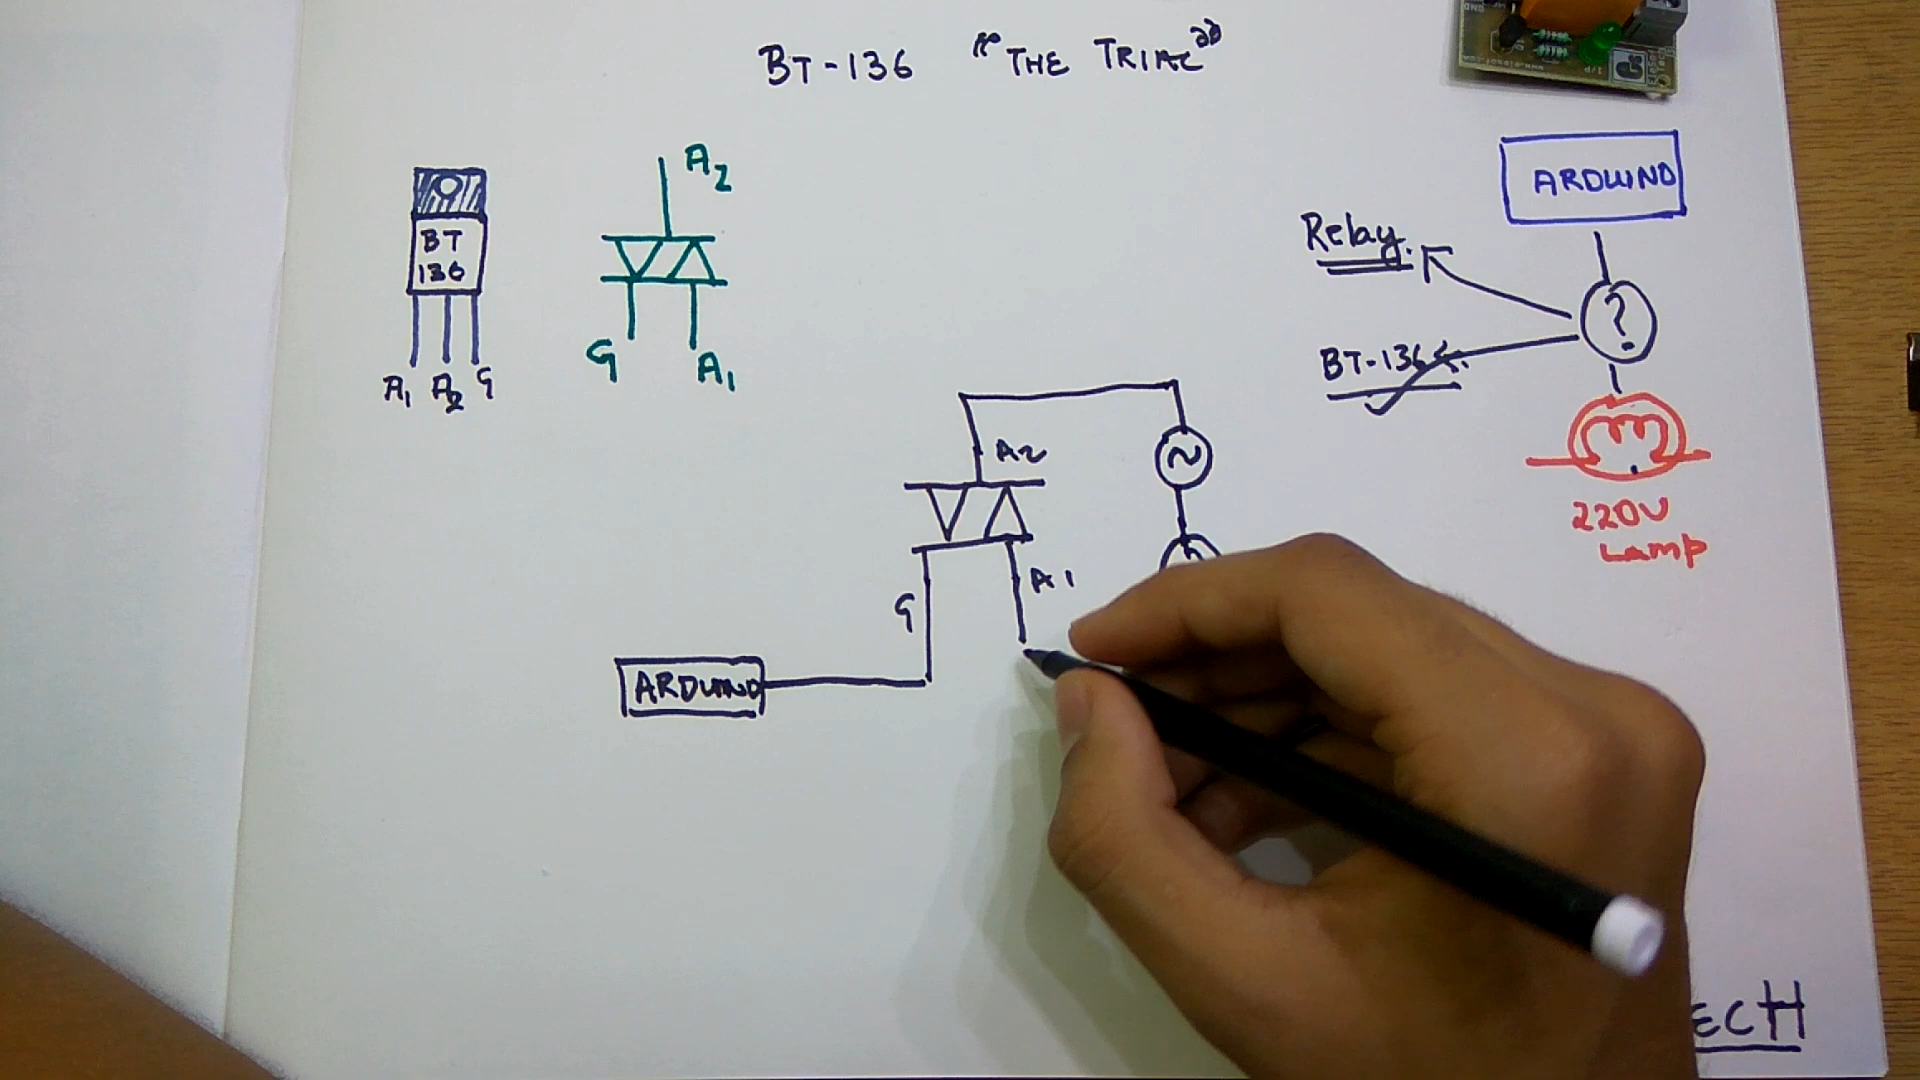 BT-136 "THE TRIAC"
A2
BT
136
A1 A2 G
G
A1
ARDUINO
Relay.
?
BT-136
220V
Lamp
A2
A1
G
ARDUINO
ECH
GND
I/P